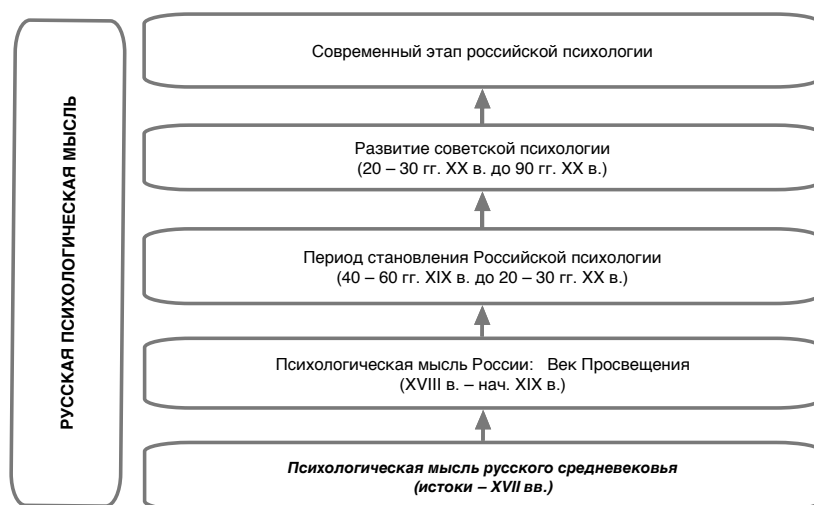 РУССКАЯ ПСИХОЛОГИЧЕСКАЯ МЫСЛЬ
Современный этап российской психологии
Развитие советской психологии
(20 – 30 гг. XX в. до 90 гг. XX в.)
Период становления Российской психологии
(40 – 60 гг. XIX в. до 20 – 30 гг. XX в.)
Психологическая мысль России: Век Просвещения
(XVIII в. – нач. XIX в.)
Психологическая мысль русского средневековья
(истоки – XVII вв.)